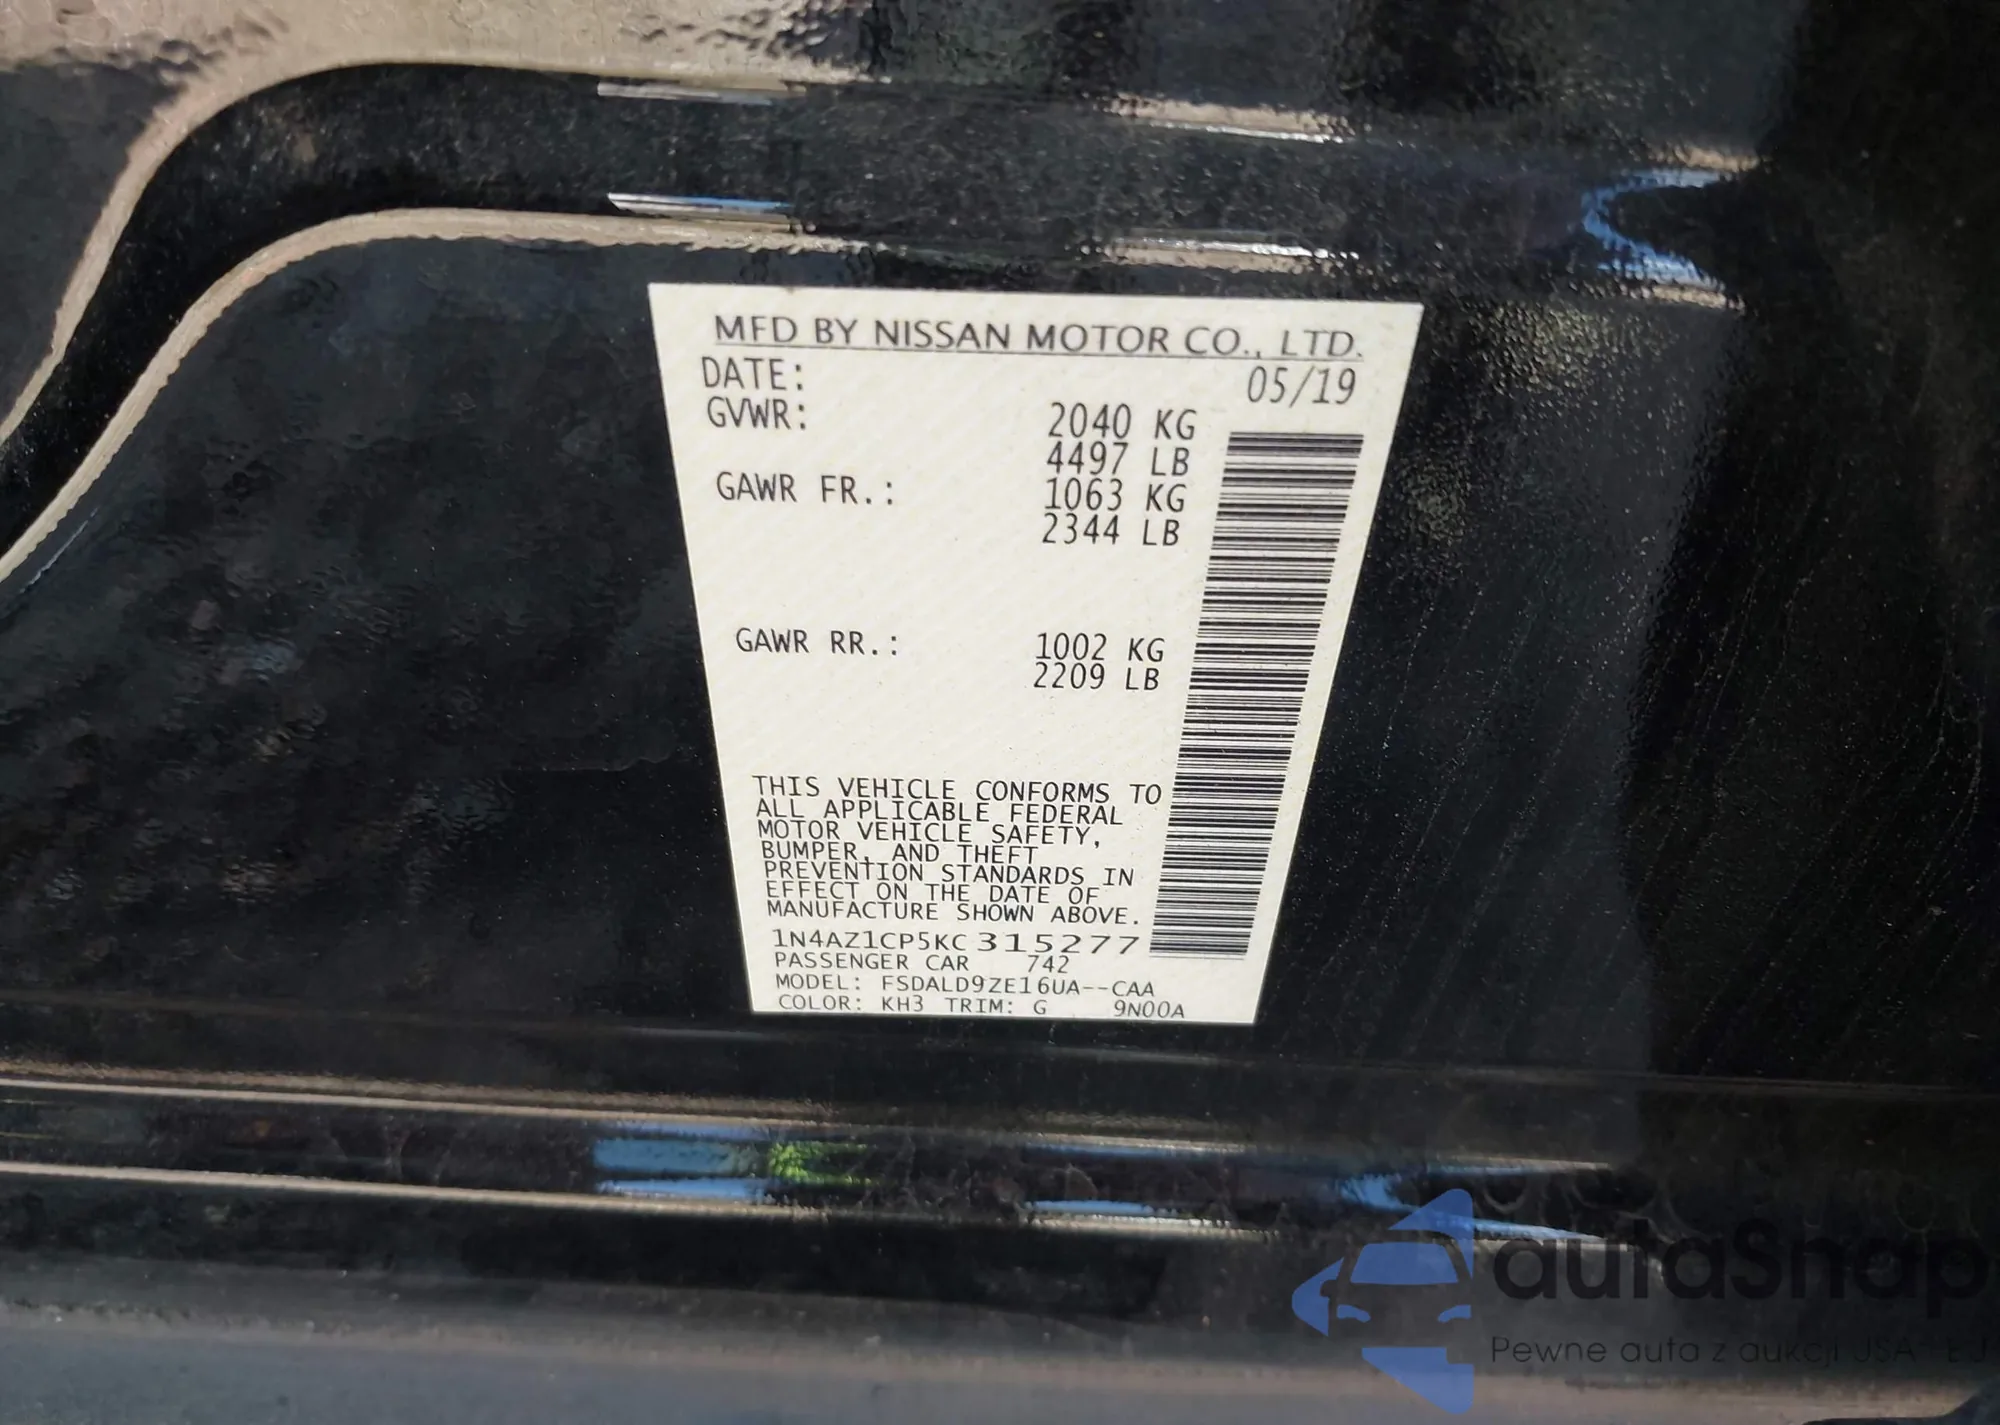 MFD BY NISSAN MOTOR CO., LTD.
DATE: 05/19
GVWR: 2040 KG
4497 LB
GAWR FR.: 1063 KG
2344 LB
GAWR RR.: 1002 KG
2209 LB
THIS VEHICLE CONFORMS TO
ALL APPLICABLE FEDERAL
MOTOR VEHICLE SAFETY,
BUMPER, AND THEFT
PREVENTION STANDARDS IN
EFFECT ON THE DATE OF
MANUFACTURE SHOWN ABOVE.
1N4AZ1CP5KC315277
PASSENGER CAR 742
MODEL: FSDALD9ZE16UA--CAA
COLOR: KH3 TRIM: G 9N00A
autaSnap
Pewne auta z aukcji USA